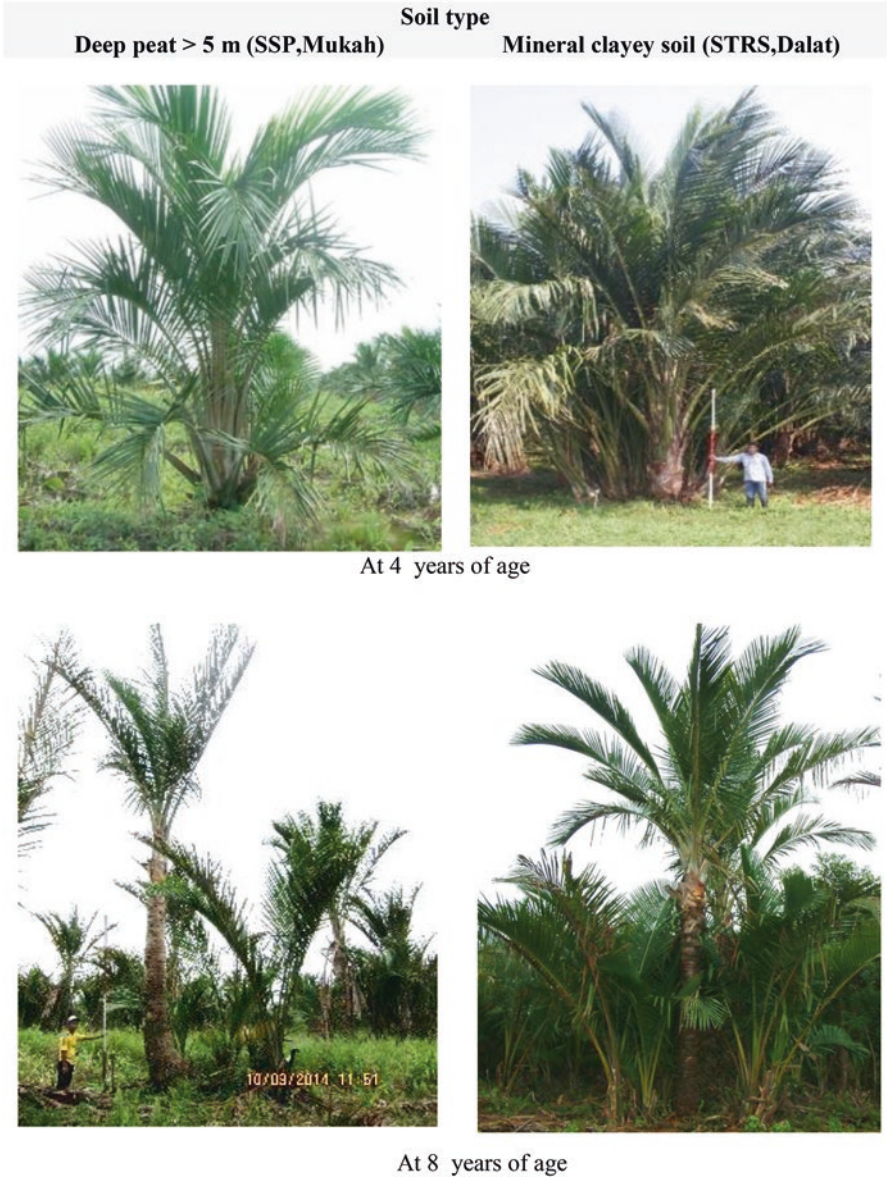 Soil type
Deep peat > 5 m (SSP,Mukah)
Mineral clayey soil (STRS,Dalat)
At 4 years of age
10/09/2014 11:51
At 8 years of age